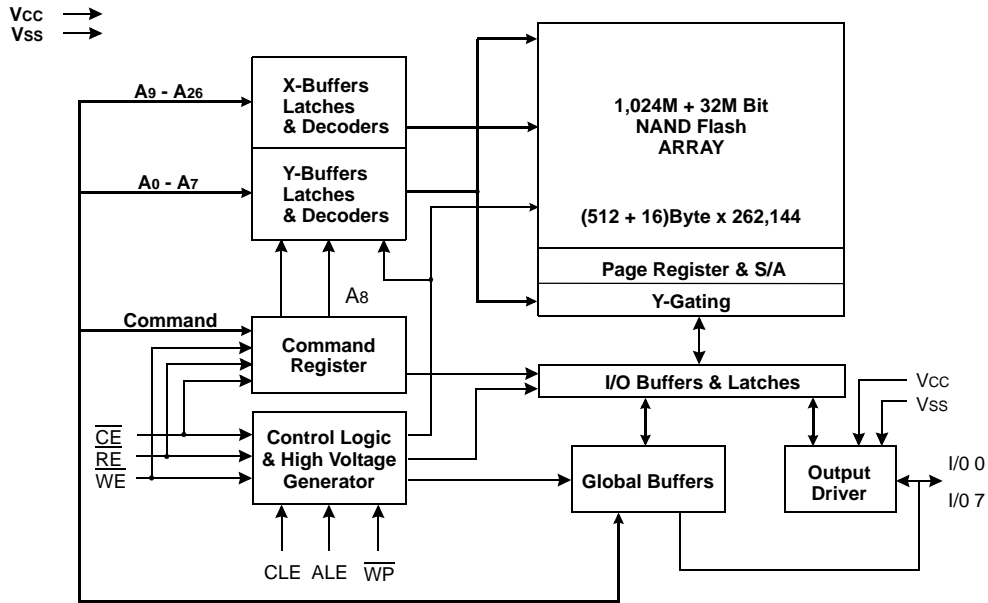 VCC
VSS
A9 - A26
X-Buffers
Latches
& Decoders
A0 - A7
Y-Buffers
Latches
& Decoders
1,024M + 32M Bit
NAND Flash
ARRAY
(512 + 16)Byte x 262,144
Page Register & S/A
Y-Gating
A8
Command
Command
Register
I/O Buffers & Latches
VCC
VSS
CE
RE
WE
Control Logic
& High Voltage
Generator
Global Buffers
Output
Driver
I/0 0
I/0 7
CLE
ALE
WP